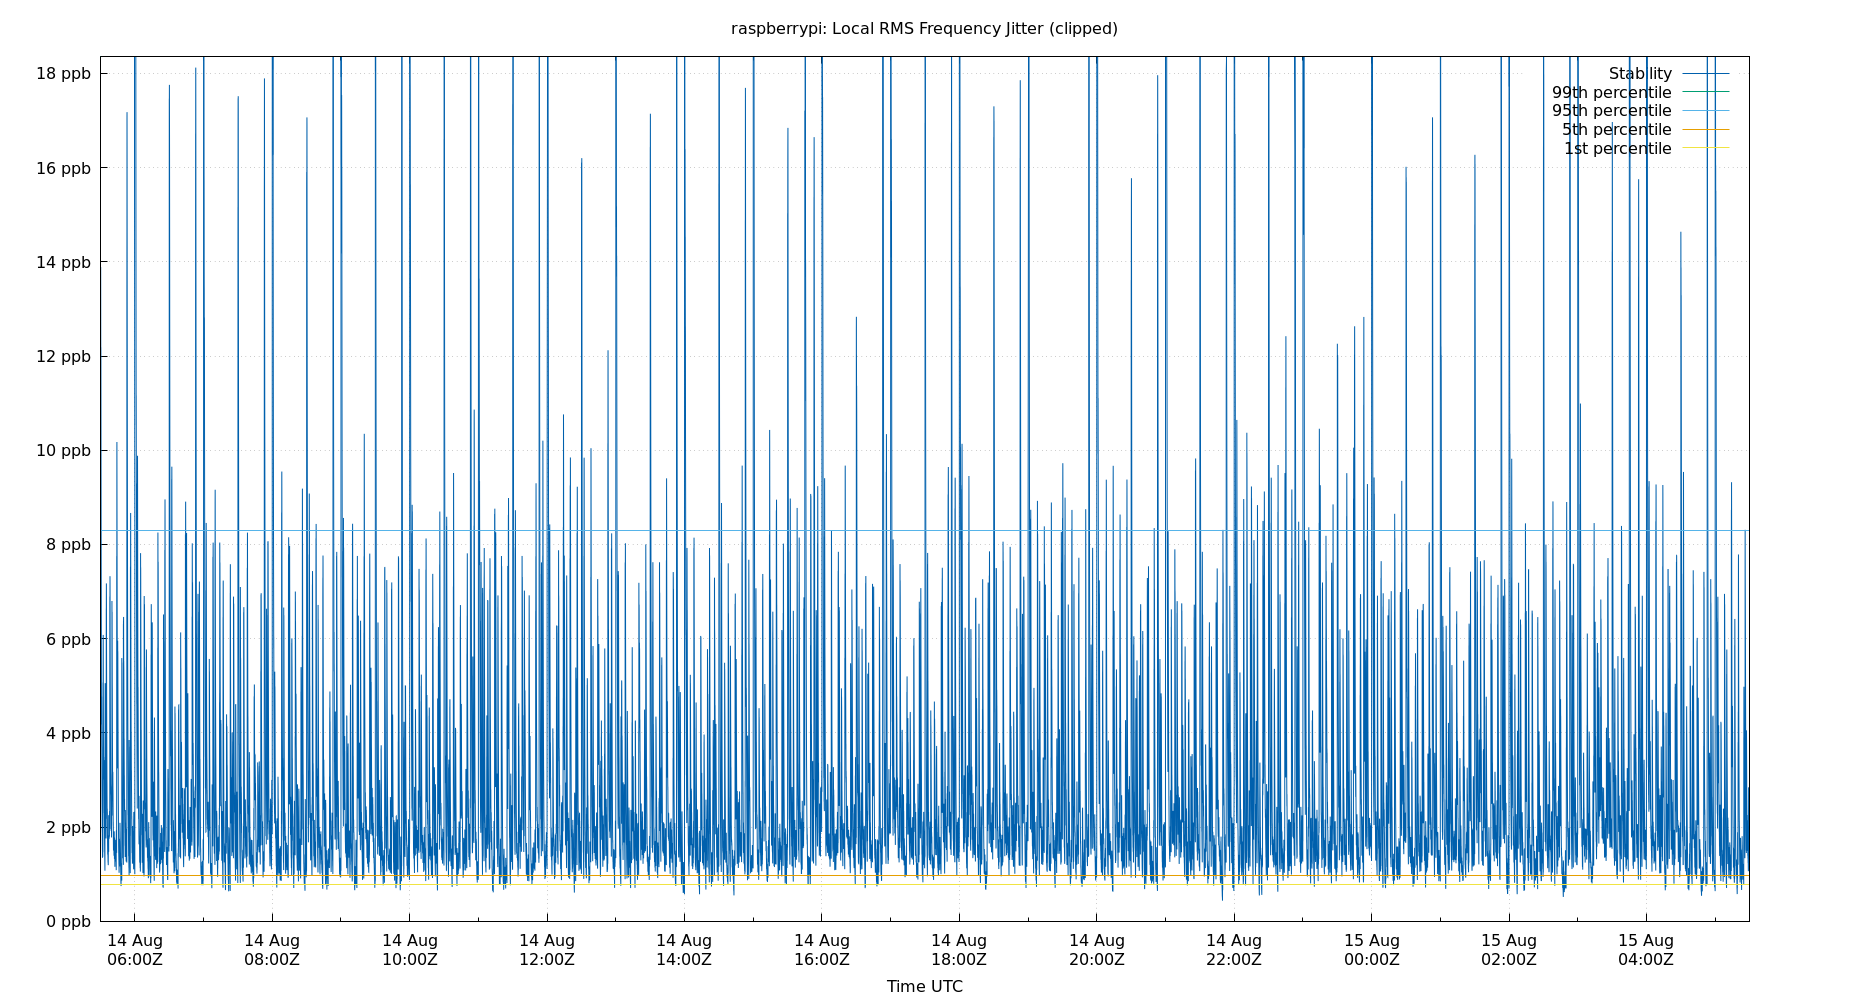 raspberrypi: Local RMS Frequency Jitter (clipped)
18 ppb
16 ppb
14 ppb
12 ppb
10 ppb
8 ppb
6 ppb
4 ppb
2 ppb
0 ppb
Stability
99th percentile
95th percentile
5th percentile
1st percentile
14 Aug 14 Aug 14 Aug 14 Aug 14 Aug 14 Aug 14 Aug 14 Aug 14 Aug 15 Aug 15 Aug 15 Aug
06:00Z 08:00Z 10:00Z 12:00Z 14:00Z 16:00Z 18:00Z 20:00Z 22:00Z 00:00Z 02:00Z 04:00Z
Time UTC